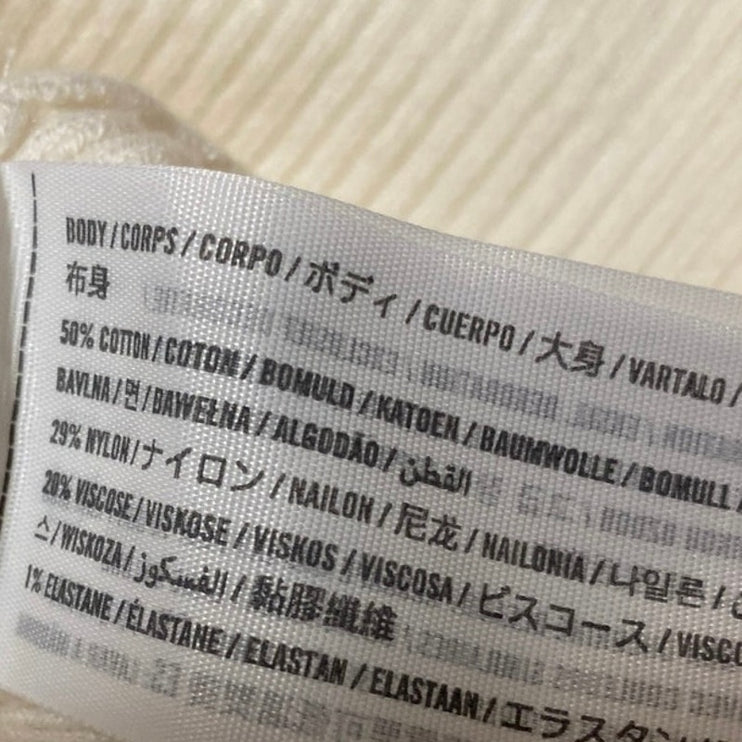 BODY / CORPS / CORPO / ボディ / CUERPO / 大身 / VARTALO /
布身
50% COTTON / COTON / BOMULD / KATOEN / BAUMWOLLE / BOMULL /
BAVLNA / 면 / BAWEŁNA / ALGODÃO / القطن
29% NYLON / ナイロン / NAILON / 尼龙 / NAILONIA / 나일론 /
20% VISCOSE / VISKOSE / VISKOS / VISCOSA / ビスコース / VISCO
스 / WISKOZA / الفسكوز / 黏膠纖維
1% ELASTANE / ÉLASTANE / ELASTAN / ELASTAAN / エラスタン